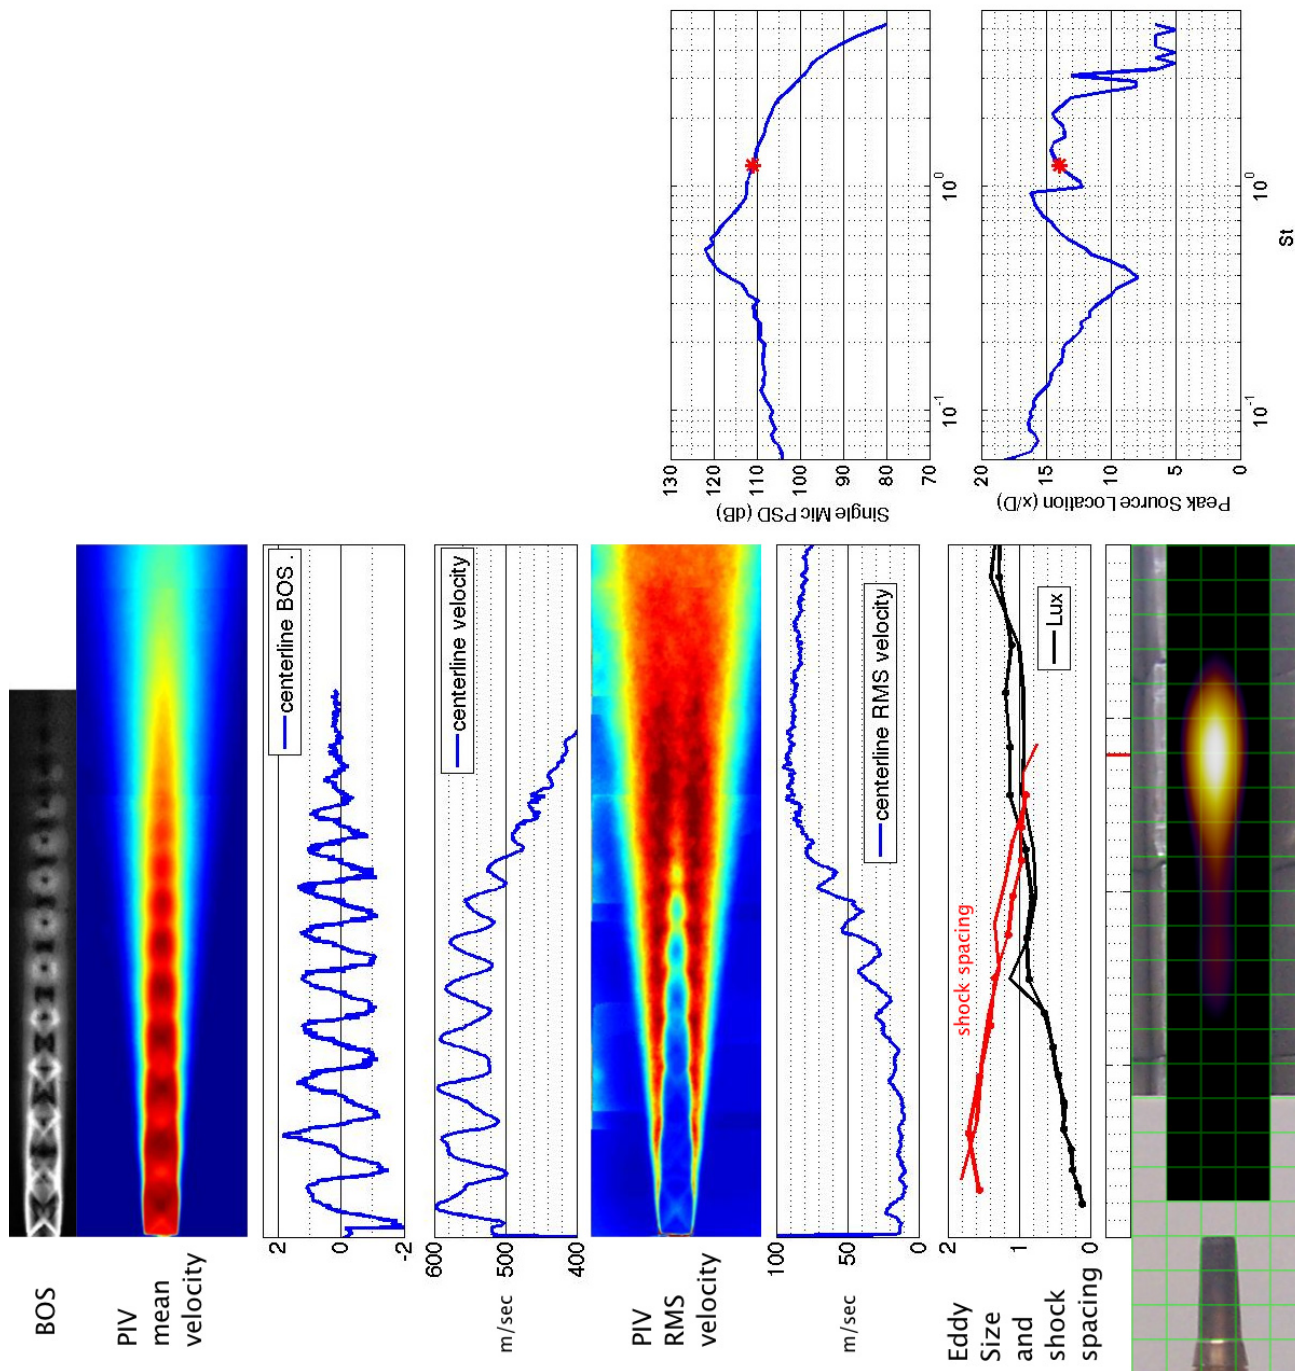 BOS
PIV
mean
velocity
centerline BOS .
2
0
-2
centerline velocity
600
500
400
m/sec
PIV
RMS
velocity
centerline RMS velocity
100
50
0
m/sec
Eddy
Size
and
shock
spacing
2
1
0
shock spacing
Lux
130
120
110
100
90
80
70
Single Mic PSD (dB)
10^-1
10^0
20
15
10
5
0
Peak Source Location (x/D)
10^-1
10^0
St